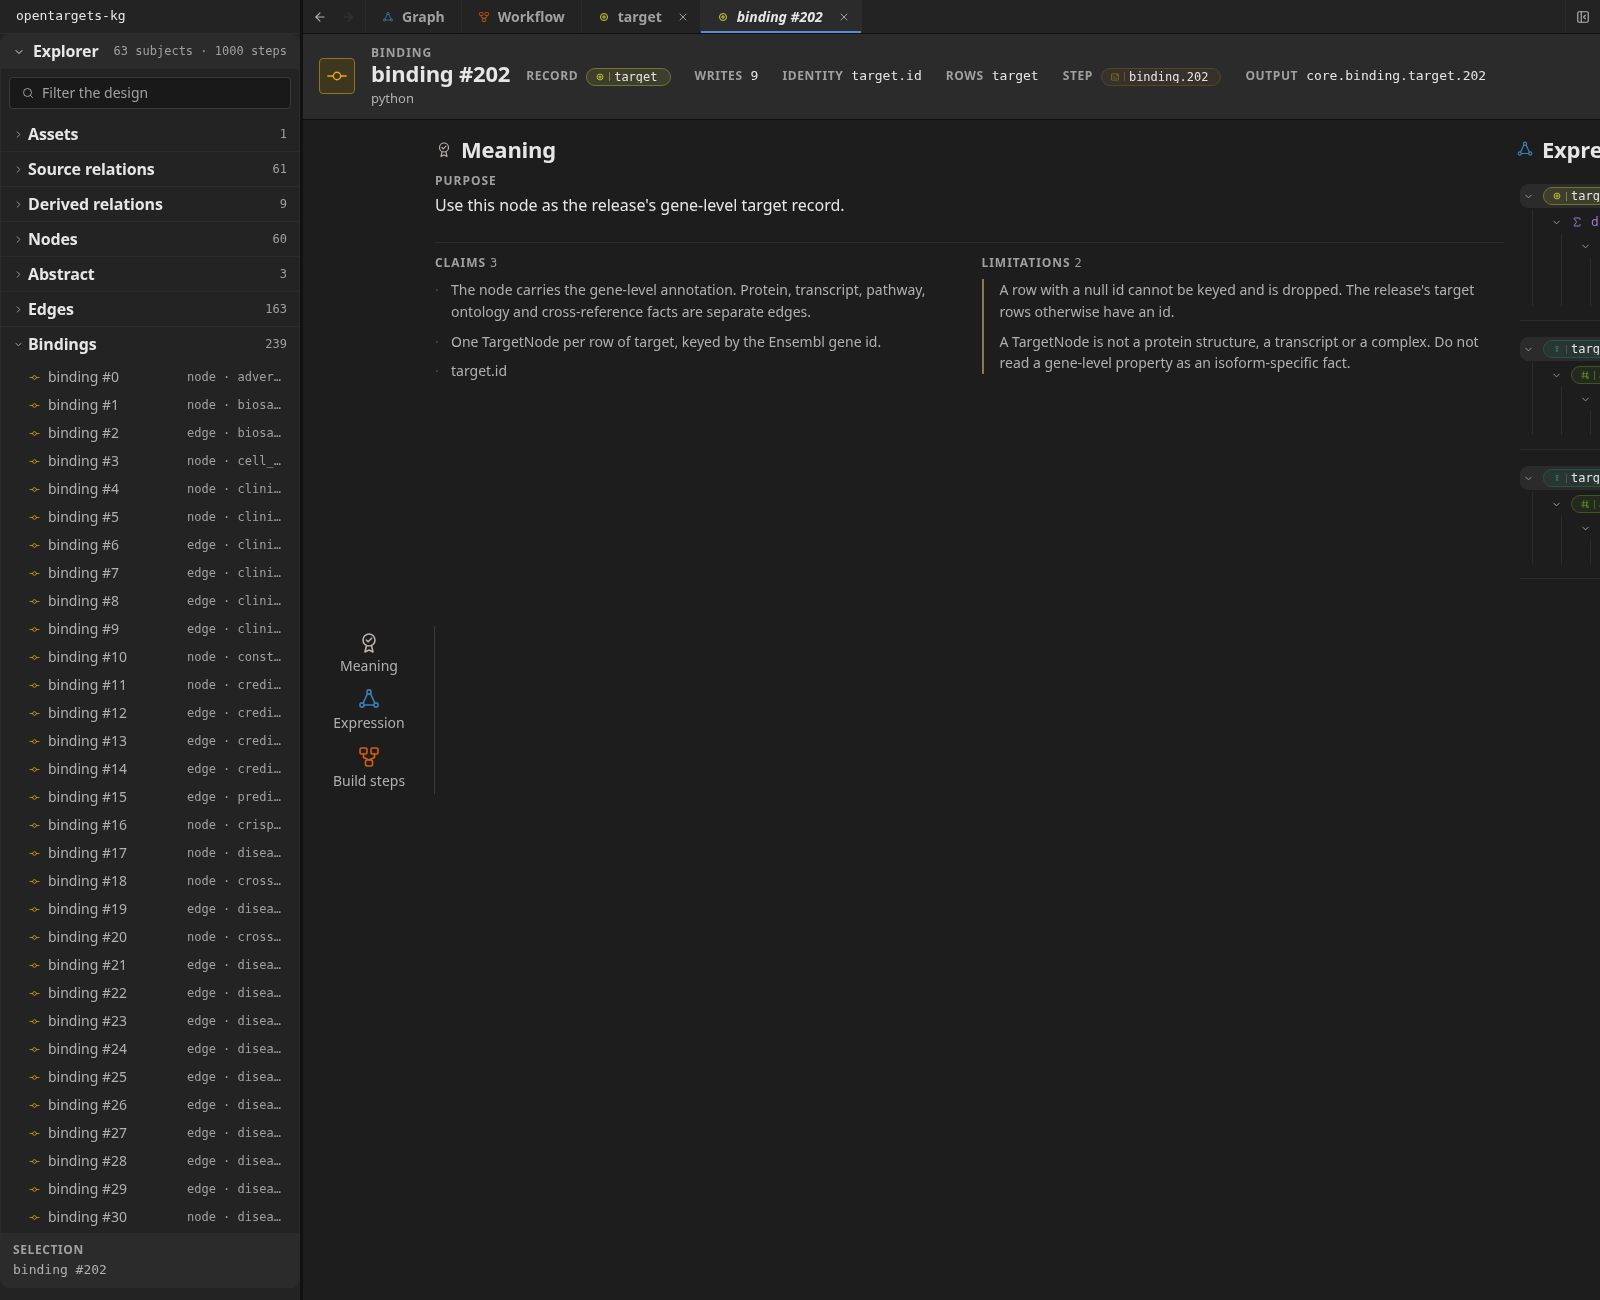 opentargets-kg
Explorer 63 subjects · 1000 steps
Filter the design
Assets 1
Source relations 61
Derived relations 9
Nodes 60
Abstract 3
Edges 163
Bindings 239
binding #0 node · adver…
binding #1 node · biosa…
binding #2 edge · biosa…
binding #3 node · cell_…
binding #4 node · clini…
binding #5 node · clini…
binding #6 edge · clini…
binding #7 edge · clini…
binding #8 edge · clini…
binding #9 edge · clini…
binding #10 node · const…
binding #11 node · credi…
binding #12 edge · credi…
binding #13 edge · credi…
binding #14 edge · credi…
binding #15 edge · predi…
binding #16 node · crisp…
binding #17 node · disea…
binding #18 node · cross…
binding #19 edge · disea…
binding #20 node · cross…
binding #21 edge · disea…
binding #22 edge · disea…
binding #23 edge · disea…
binding #24 edge · disea…
binding #25 edge · disea…
binding #26 edge · disea…
binding #27 edge · disea…
binding #28 edge · disea…
binding #29 edge · disea…
binding #30 node · disea…
SELECTION
binding #202
Graph Workflow target binding #202
BINDING
binding #202 RECORD target WRITES 9 IDENTITY target.id ROWS target STEP binding.202 OUTPUT core.binding.target.202
python
Meaning
Expression
Build steps
Meaning
PURPOSE
Use this node as the release's gene-level target record.
CLAIMS 3
· The node carries the gene-level annotation. Protein, transcript, pathway,
ontology and cross-reference facts are separate edges.
· One TargetNode per row of target, keyed by the Ensembl gene id.
· target.id
LIMITATIONS 2
A row with a null id cannot be keyed and is dropped. The release's target
rows otherwise have an id.
A TargetNode is not a protein structure, a transcript or a complex. Do not
read a gene-level property as an isoform-specific fact.
Expre
targ
Σ d
targ
targ